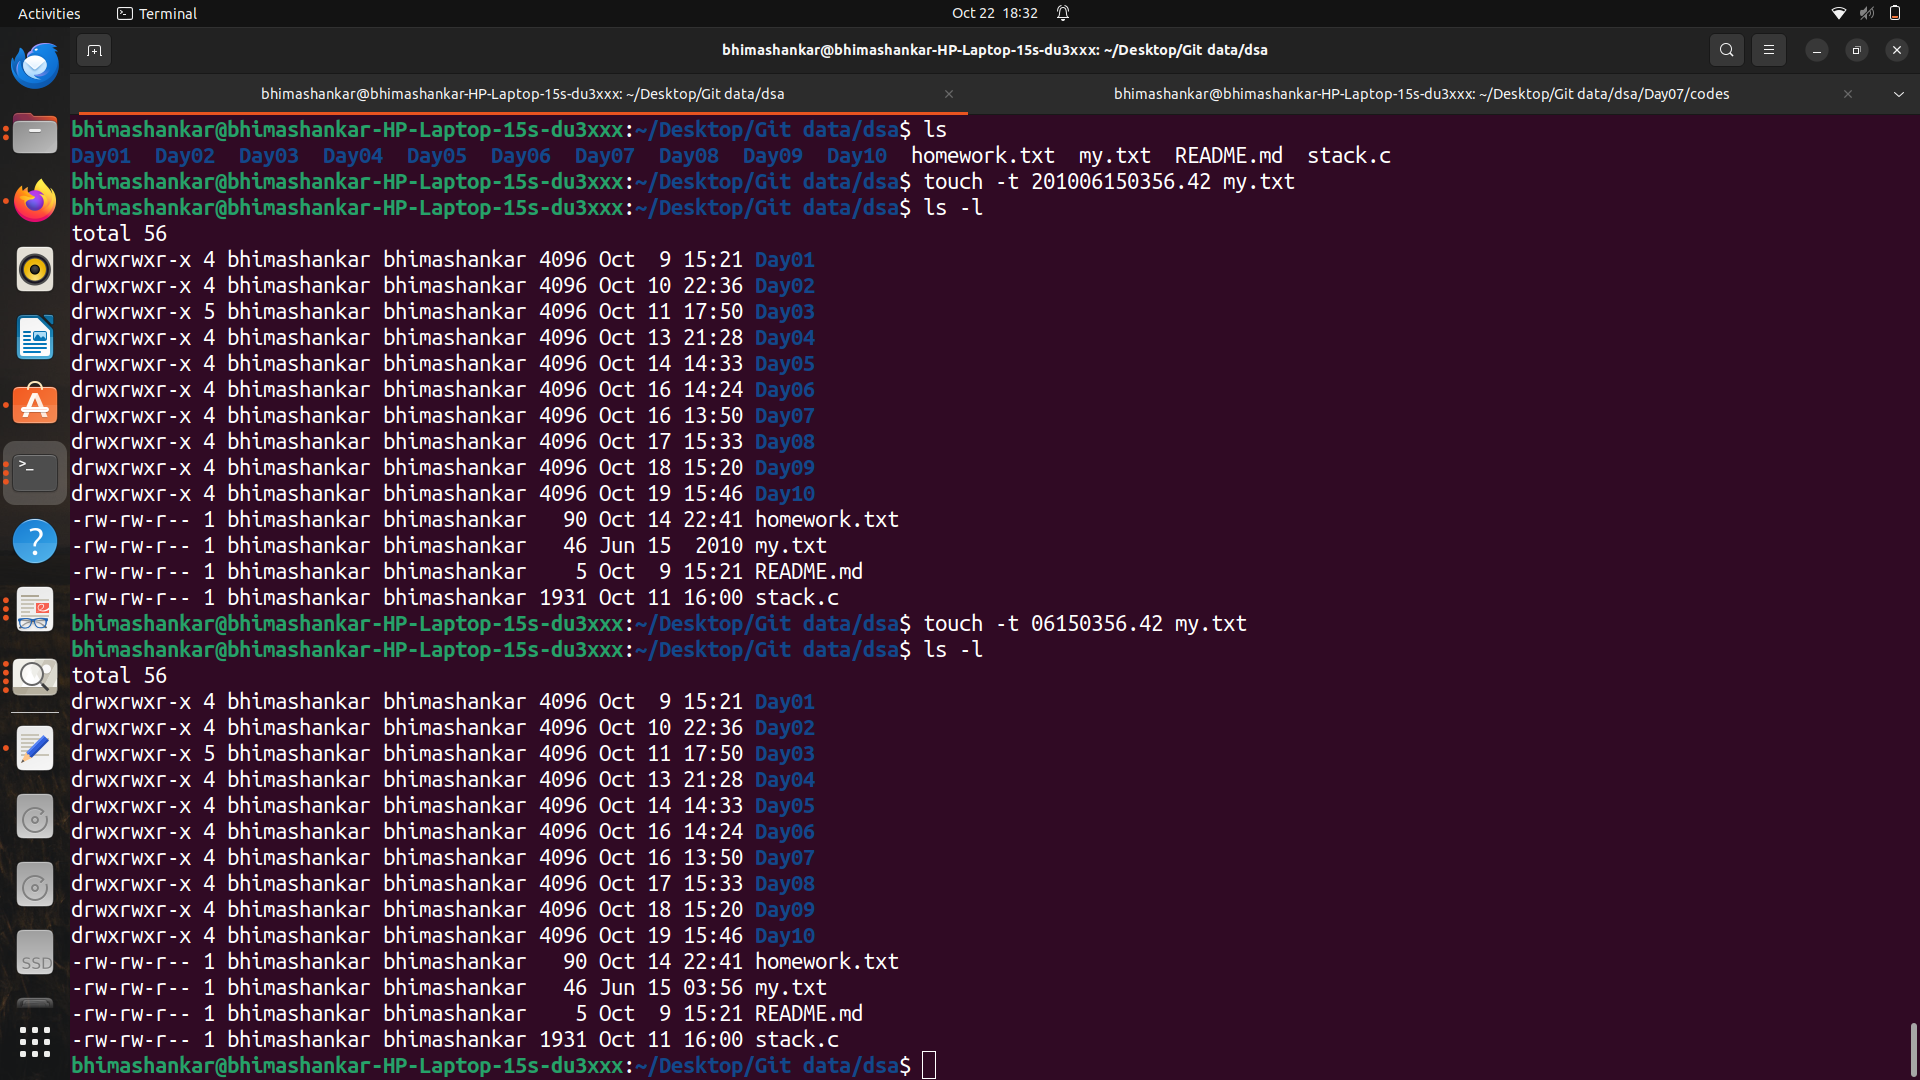 Activities Terminal Oct 22 18:32
bhimashankar@bhimashankar-HP-Laptop-15s-du3xxx: ~/Desktop/Git data/dsa
bhimashankar@bhimashankar-HP-Laptop-15s-du3xxx: ~/Desktop/Git data/dsa × bhimashankar@bhimashankar-HP-Laptop-15s-du3xxx: ~/Desktop/Git data/dsa/Day07/codes ×
bhimashankar@bhimashankar-HP-Laptop-15s-du3xxx:~/Desktop/Git data/dsa$ ls
Day01  Day02  Day03  Day04  Day05  Day06  Day07  Day08  Day09  Day10  homework.txt  my.txt  README.md  stack.c
bhimashankar@bhimashankar-HP-Laptop-15s-du3xxx:~/Desktop/Git data/dsa$ touch -t 201006150356.42 my.txt
bhimashankar@bhimashankar-HP-Laptop-15s-du3xxx:~/Desktop/Git data/dsa$ ls -l
total 56
drwxrwxr-x 4 bhimashankar bhimashankar 4096 Oct  9 15:21 Day01
drwxrwxr-x 4 bhimashankar bhimashankar 4096 Oct 10 22:36 Day02
drwxrwxr-x 5 bhimashankar bhimashankar 4096 Oct 11 17:50 Day03
drwxrwxr-x 4 bhimashankar bhimashankar 4096 Oct 13 21:28 Day04
drwxrwxr-x 4 bhimashankar bhimashankar 4096 Oct 14 14:33 Day05
drwxrwxr-x 4 bhimashankar bhimashankar 4096 Oct 16 14:24 Day06
drwxrwxr-x 4 bhimashankar bhimashankar 4096 Oct 16 13:50 Day07
drwxrwxr-x 4 bhimashankar bhimashankar 4096 Oct 17 15:33 Day08
drwxrwxr-x 4 bhimashankar bhimashankar 4096 Oct 18 15:20 Day09
drwxrwxr-x 4 bhimashankar bhimashankar 4096 Oct 19 15:46 Day10
-rw-rw-r-- 1 bhimashankar bhimashankar   90 Oct 14 22:41 homework.txt
-rw-rw-r-- 1 bhimashankar bhimashankar   46 Jun 15  2010 my.txt
-rw-rw-r-- 1 bhimashankar bhimashankar    5 Oct  9 15:21 README.md
-rw-rw-r-- 1 bhimashankar bhimashankar 1931 Oct 11 16:00 stack.c
bhimashankar@bhimashankar-HP-Laptop-15s-du3xxx:~/Desktop/Git data/dsa$ touch -t 06150356.42 my.txt
bhimashankar@bhimashankar-HP-Laptop-15s-du3xxx:~/Desktop/Git data/dsa$ ls -l
total 56
drwxrwxr-x 4 bhimashankar bhimashankar 4096 Oct  9 15:21 Day01
drwxrwxr-x 4 bhimashankar bhimashankar 4096 Oct 10 22:36 Day02
drwxrwxr-x 5 bhimashankar bhimashankar 4096 Oct 11 17:50 Day03
drwxrwxr-x 4 bhimashankar bhimashankar 4096 Oct 13 21:28 Day04
drwxrwxr-x 4 bhimashankar bhimashankar 4096 Oct 14 14:33 Day05
drwxrwxr-x 4 bhimashankar bhimashankar 4096 Oct 16 14:24 Day06
drwxrwxr-x 4 bhimashankar bhimashankar 4096 Oct 16 13:50 Day07
drwxrwxr-x 4 bhimashankar bhimashankar 4096 Oct 17 15:33 Day08
drwxrwxr-x 4 bhimashankar bhimashankar 4096 Oct 18 15:20 Day09
drwxrwxr-x 4 bhimashankar bhimashankar 4096 Oct 19 15:46 Day10
-rw-rw-r-- 1 bhimashankar bhimashankar   90 Oct 14 22:41 homework.txt
-rw-rw-r-- 1 bhimashankar bhimashankar   46 Jun 15 03:56 my.txt
-rw-rw-r-- 1 bhimashankar bhimashankar    5 Oct  9 15:21 README.md
-rw-rw-r-- 1 bhimashankar bhimashankar 1931 Oct 11 16:00 stack.c
bhimashankar@bhimashankar-HP-Laptop-15s-du3xxx:~/Desktop/Git data/dsa$
SSD